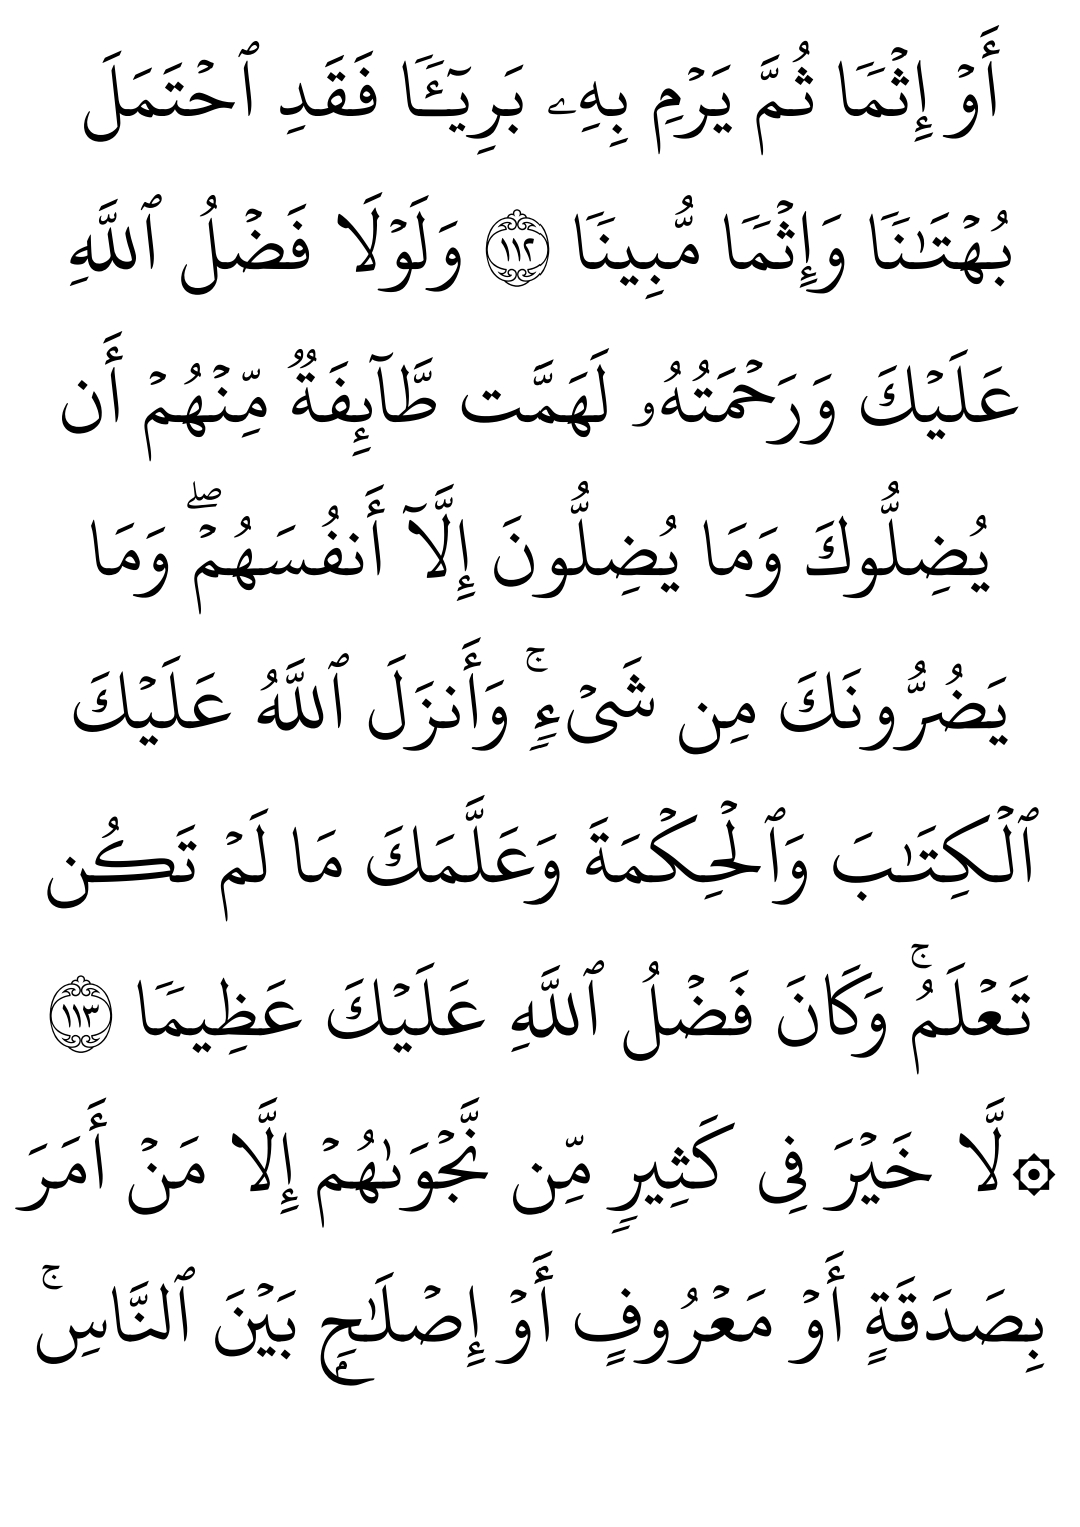 أَوۡ إِثۡمٗا ثُمَّ يَرۡمِ بِهِۦ بَرِيٓـٔٗا فَقَدِ ٱحۡتَمَلَ
بُهۡتَٰنٗا وَإِثۡمٗا مُّبِينٗا ١١٢ وَلَوۡلَا فَضۡلُ ٱللَّهِ
عَلَيۡكَ وَرَحۡمَتُهُۥ لَهَمَّت طَّآئِفَةٞ مِّنۡهُمۡ أَن
يُضِلُّوكَ وَمَا يُضِلُّونَ إِلَّآ أَنفُسَهُمۡۖ وَمَا
يَضُرُّونَكَ مِن شَيۡءٖۚ وَأَنزَلَ ٱللَّهُ عَلَيۡكَ
ٱلۡكِتَٰبَ وَٱلۡحِكۡمَةَ وَعَلَّمَكَ مَا لَمۡ تَكُن
تَعۡلَمُۚ وَكَانَ فَضۡلُ ٱللَّهِ عَلَيۡكَ عَظِيمٗا ١١٣
۞لَّا خَيۡرَ فِي كَثِيرٖ مِّن نَّجۡوَىٰهُمۡ إِلَّا مَنۡ أَمَرَ
بِصَدَقَةٍ أَوۡ مَعۡرُوفٍ أَوۡ إِصۡلَٰحِۭ بَيۡنَ ٱلنَّاسِۚ